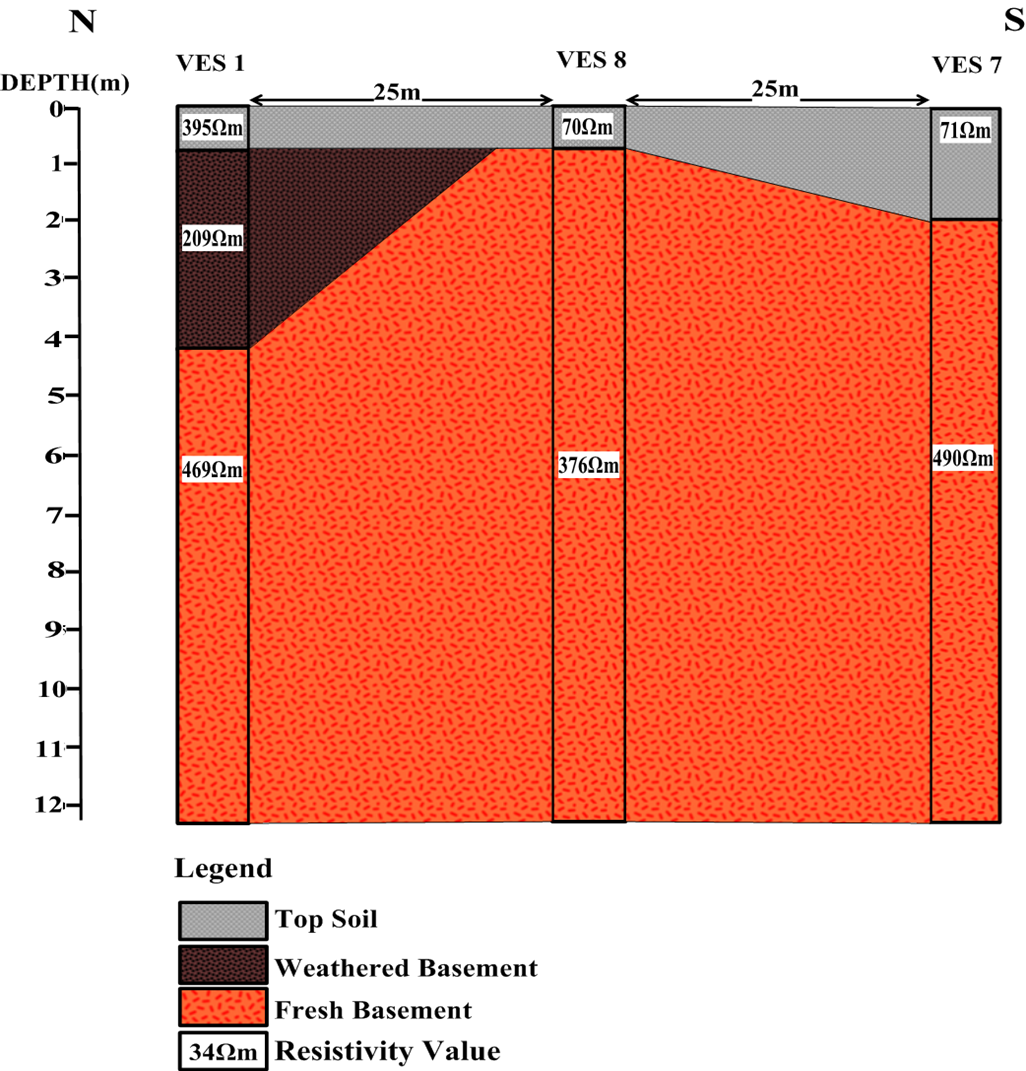 N
S
VES 1
VES 8
VES 7
DEPTH(m)
25m
25m
0
395Ωm
70Ωm
71Ωm
1
2
209Ωm
3
4
5
6
469Ωm
376Ωm
490Ωm
7
8
9
10
11
12
Legend
Top Soil
Weathered Basement
Fresh Basement
34Ωm Resistivity Value